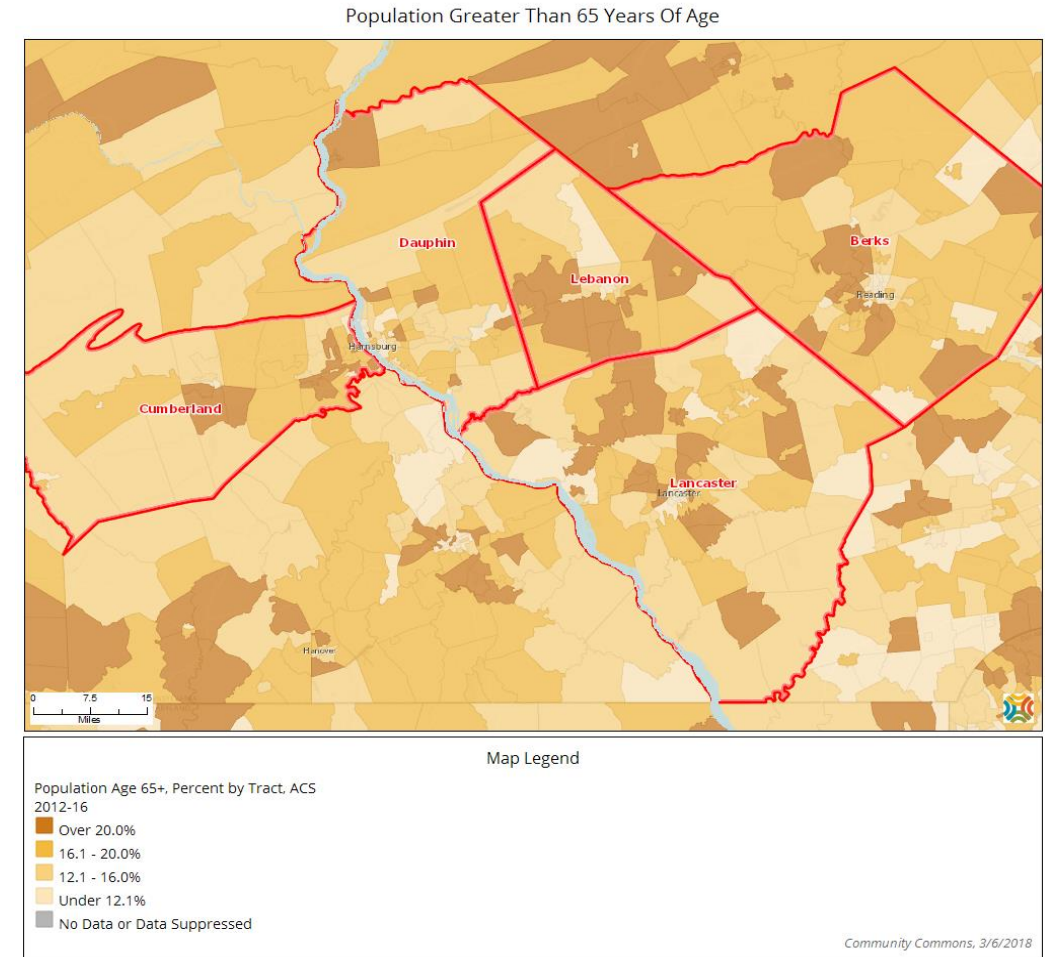 Population Greater Than 65 Years Of Age
Dauphin
Berks
Lebanon
Reading
Harrisburg
Cumberland
Lancaster
Lancaster
Hanover
0 7.5 15
Miles
Map Legend
Population Age 65+, Percent by Tract, ACS
2012-16
Over 20.0%
16.1 - 20.0%
12.1 - 16.0%
Under 12.1%
No Data or Data Suppressed
Community Commons, 3/6/2018